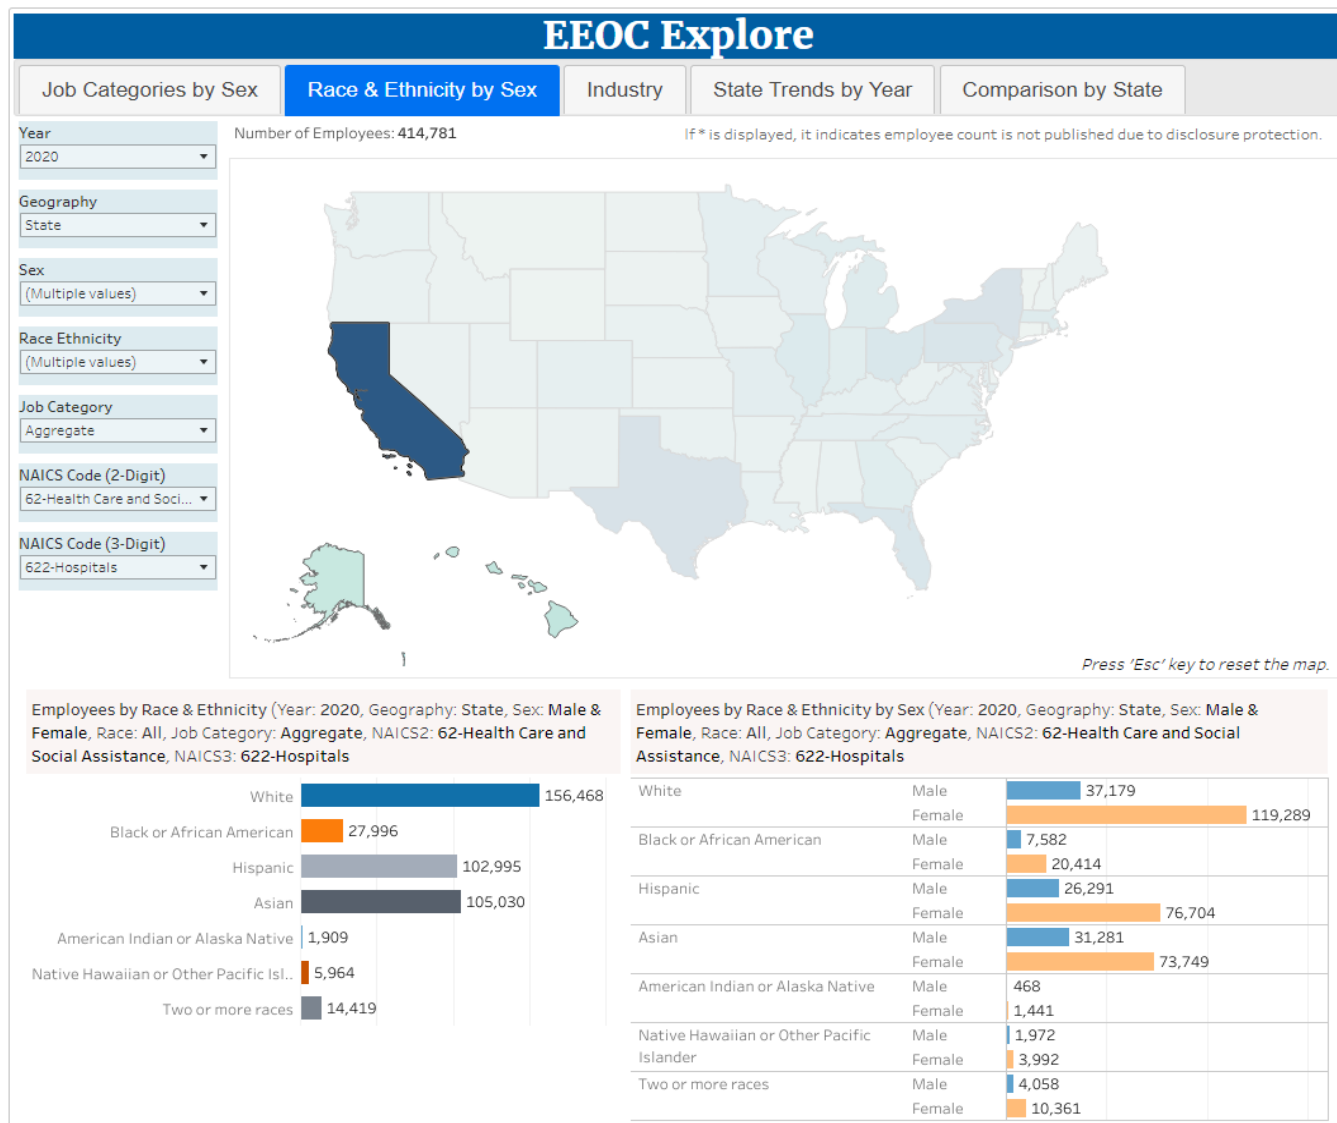 EEOC Explore
Job Categories by Sex
Race & Ethnicity by Sex
Industry
State Trends by Year
Comparison by State
Year
2020
Geography
State
Sex
(Multiple values)
Race Ethnicity
(Multiple values)
Job Category
Aggregate
NAICS Code (2-Digit)
62-Health Care and Soci...
NAICS Code (3-Digit)
622-Hospitals
Number of Employees: 414,781
If * is displayed, it indicates employee count is not published due to disclosure protection.
Press 'Esc' key to reset the map.
Employees by Race & Ethnicity (Year: 2020, Geography: State, Sex: Male &
Female, Race: All, Job Category: Aggregate, NAICS2: 62-Health Care and
Social Assistance, NAICS3: 622-Hospitals
White 156,468
Black or African American 27,996
Hispanic 102,995
Asian 105,030
American Indian or Alaska Native 1,909
Native Hawaiian or Other Pacific Isl.. 5,964
Two or more races 14,419
Employees by Race & Ethnicity by Sex (Year: 2020, Geography: State, Sex: Male &
Female, Race: All, Job Category: Aggregate, NAICS2: 62-Health Care and Social
Assistance, NAICS3: 622-Hospitals
White Male 37,179
Female 119,289
Black or African American Male 7,582
Female 20,414
Hispanic Male 26,291
Female 76,704
Asian Male 31,281
Female 73,749
American Indian or Alaska Native Male 468
Female 1,441
Native Hawaiian or Other Pacific Male 1,972
Islander Female 3,992
Two or more races Male 4,058
Female 10,361